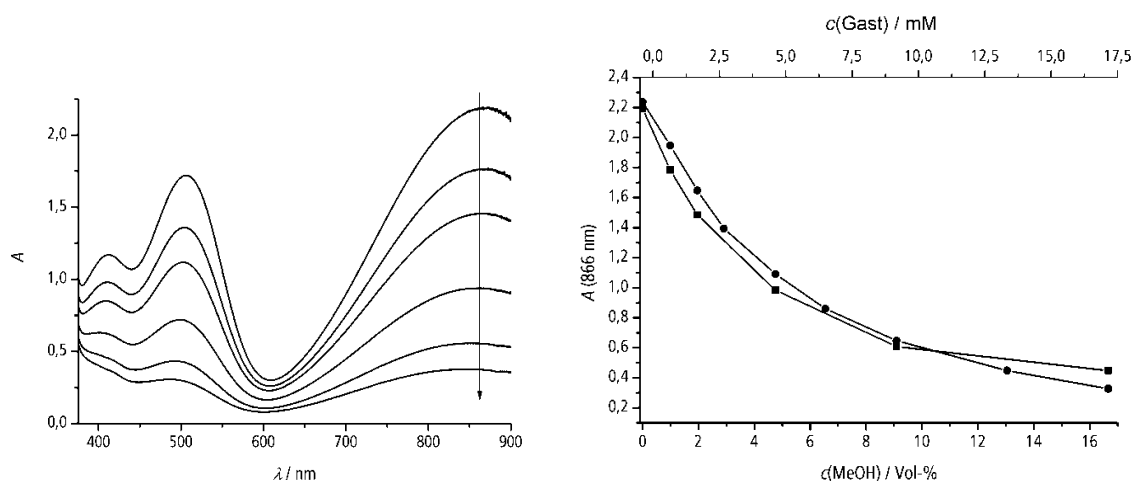 2,0
1,5
1,0
0,5
0,0
A
400 500 600 700 800 900
λ / nm
c(Gast) / mM
0,0 2,5 5,0 7,5 10,0 12,5 15,0 17,5
2,4
2,2
2,0
1,8
1,6
1,4
1,2
1,0
0,8
0,6
0,4
0,2
A (866 nm)
0 2 4 6 8 10 12 14 16
c(MeOH) / Vol-%